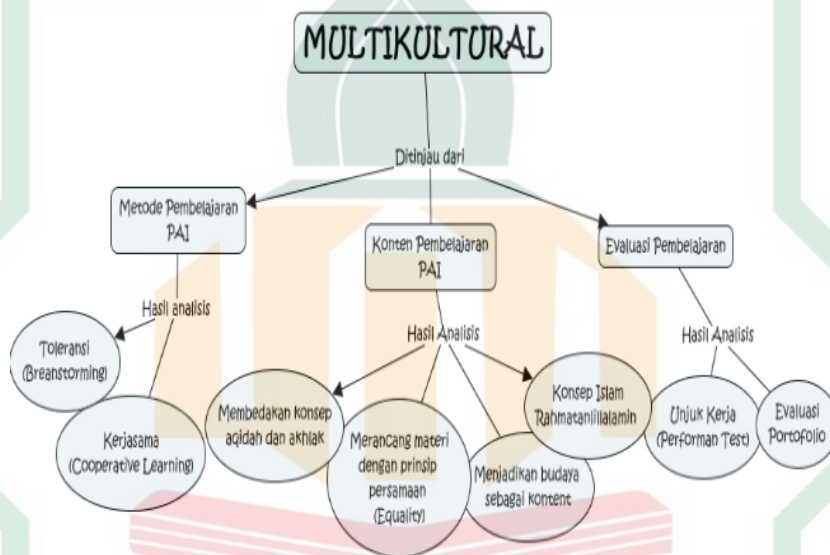 MULTIKULTURAL
Ditinjau dari
Metode Pembelajaran
PAI
Konten Pembelajaran
PAI
Evaluasi Pembelajaran
Hasil analisis
Hasil Analisis
Hasil Analisis
Toleransi
(Breanstorming)
Kerjasama
(Cooperative Learning)
Membedakan konsep
aqidah dan akhlak
Merancang materi
dengan prinsip
persamaan
(Equality)
Menjadikan budaya
sebagai kontent
Konsep Islam
Rahmatanlillalamin
Unjuk Kerja
(Performan Test)
Evaluasi
Portofolio